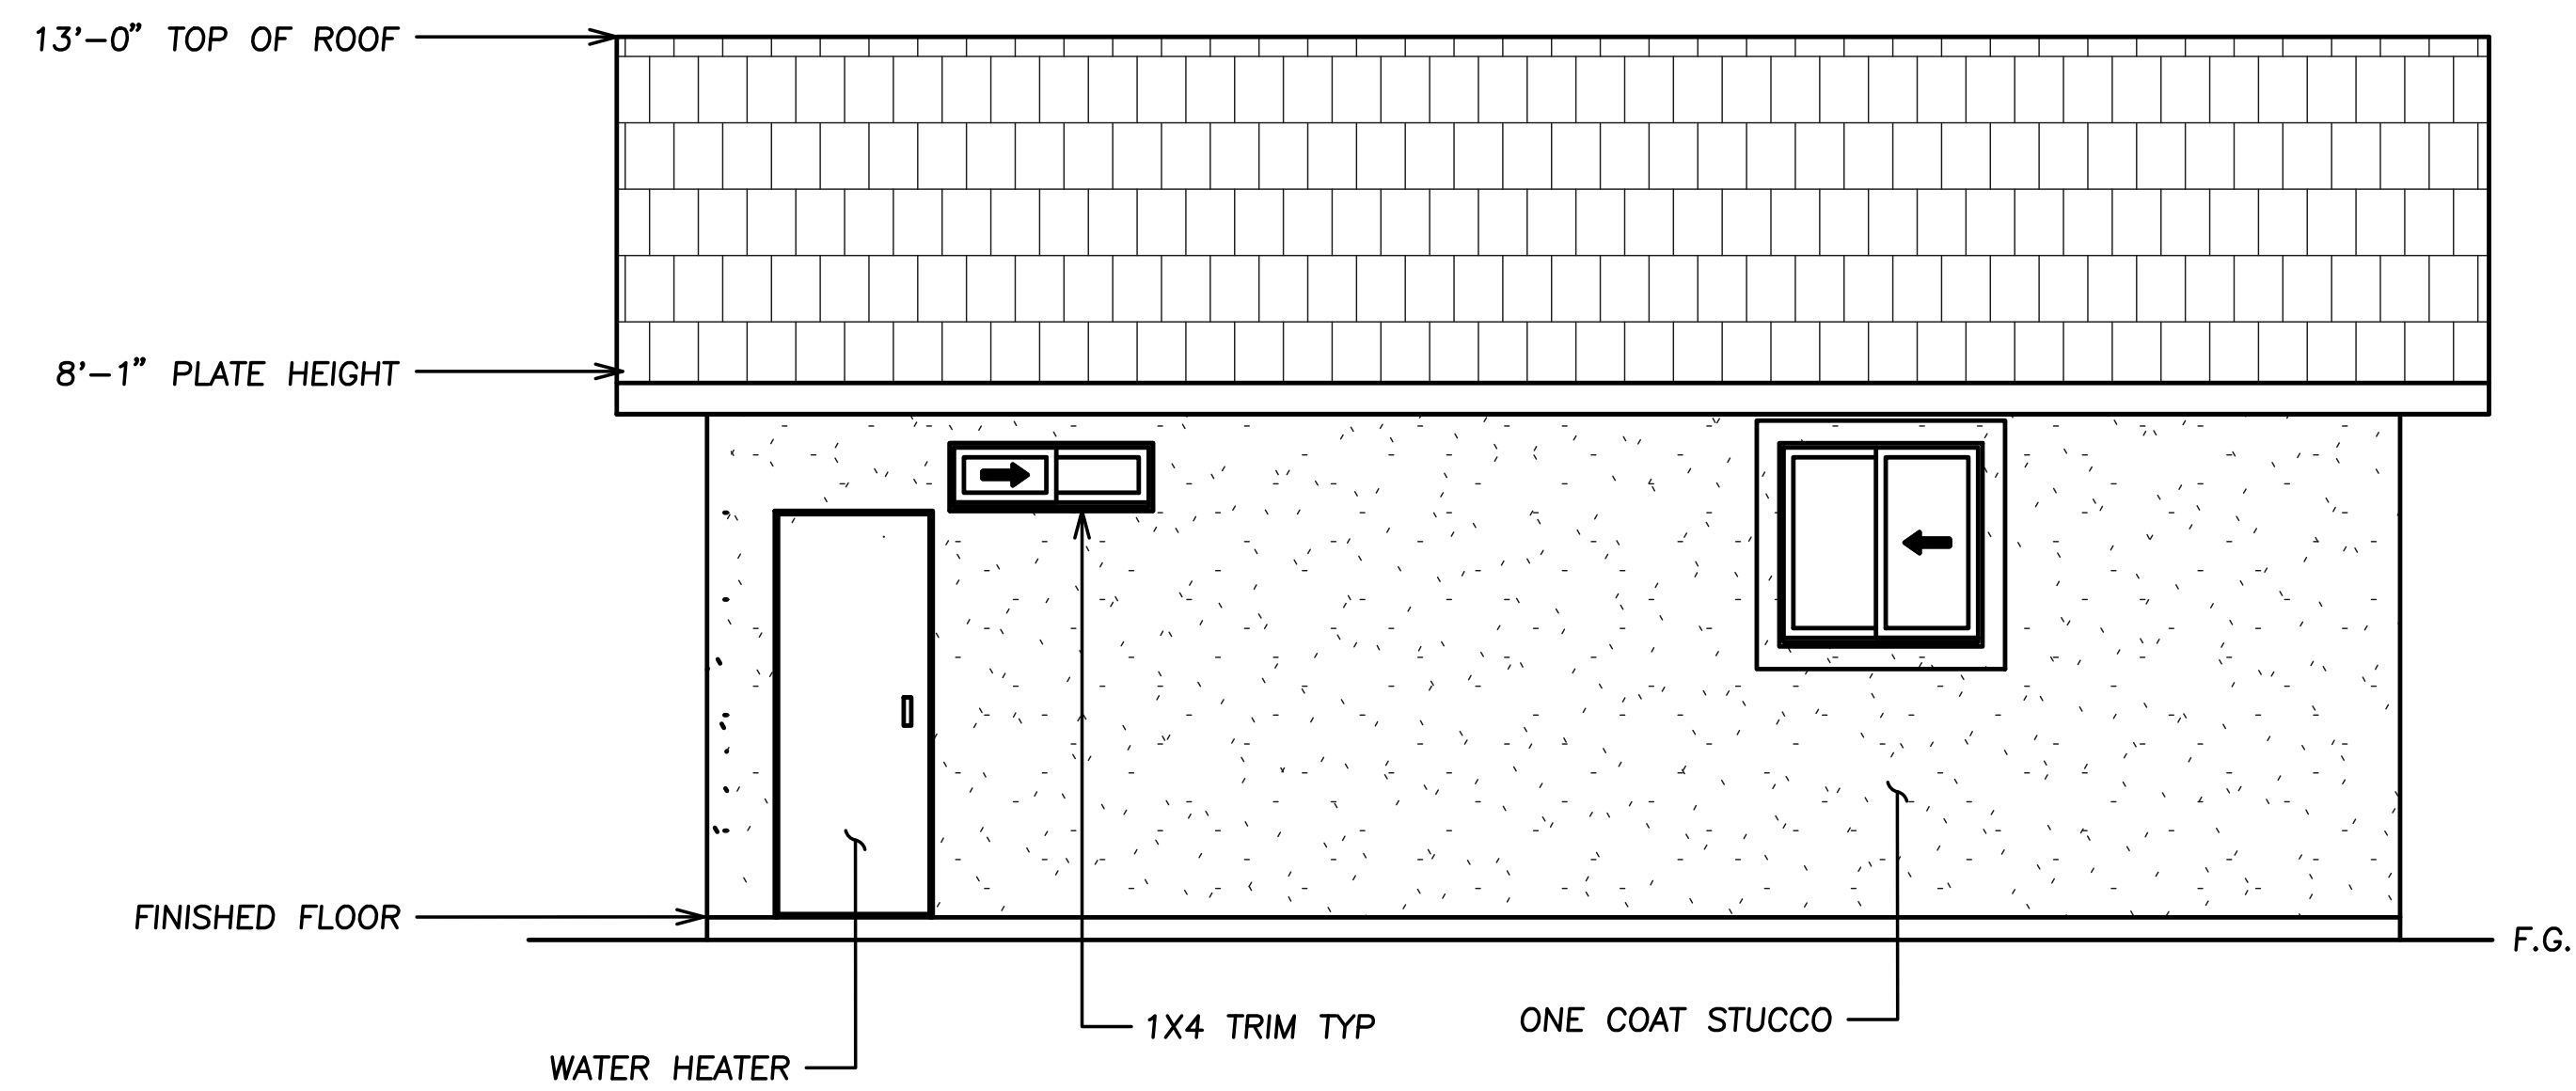 13'-0" TOP OF ROOF
8'-1" PLATE HEIGHT
FINISHED FLOOR
F.G.
1X4 TRIM TYP
ONE COAT STUCCO
WATER HEATER